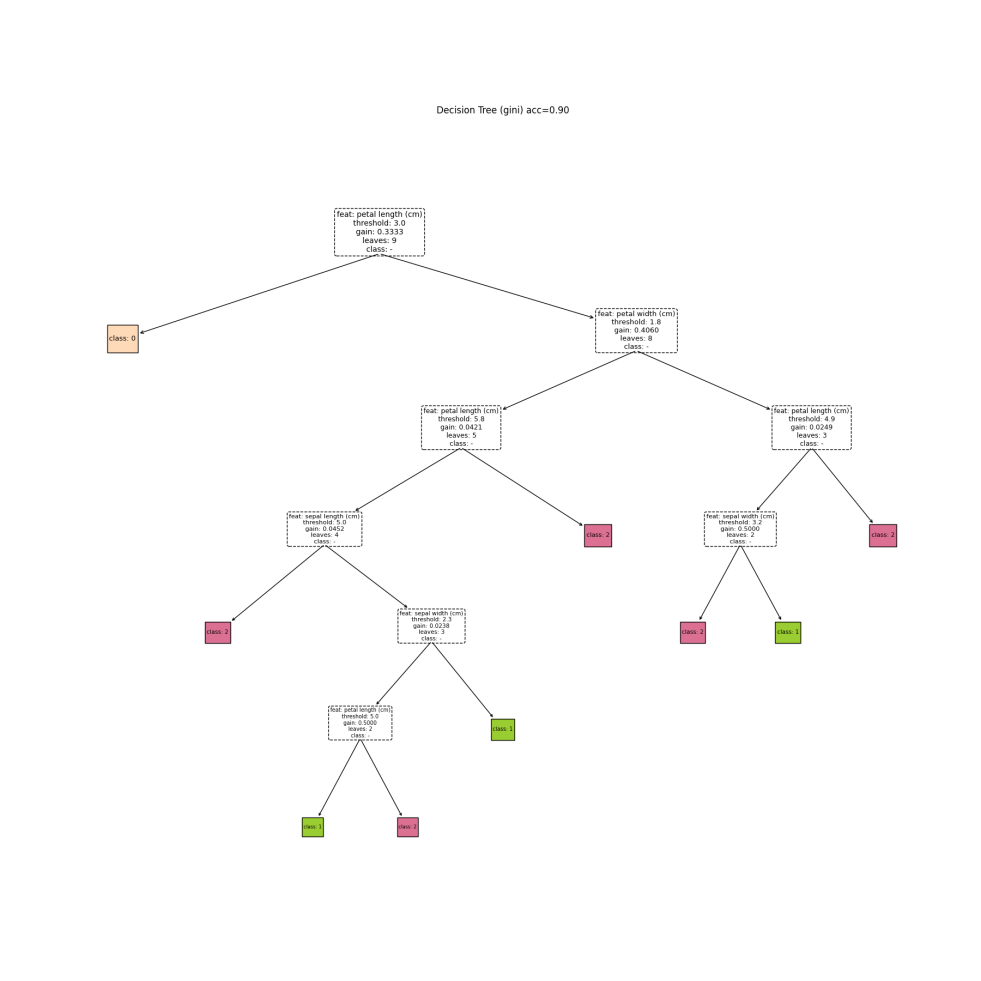 Decision Tree (gini) acc=0.90
feat: petal length (cm)
threshold: 3.0
gain: 0.3333
leaves: 9
class: -
class: 0
feat: petal width (cm)
threshold: 1.8
gain: 0.4060
leaves: 8
class: -
feat: petal length (cm)
threshold: 5.8
gain: 0.0421
leaves: 5
class: -
feat: petal length (cm)
threshold: 4.9
gain: 0.0249
leaves: 3
class: -
feat: sepal length (cm)
threshold: 5.0
gain: 0.0452
leaves: 4
class: -
class: 2
feat: sepal width (cm)
threshold: 3.2
gain: 0.5000
leaves: 2
class: -
class: 2
class: 2
feat: sepal width (cm)
threshold: 2.3
gain: 0.0238
leaves: 3
class: -
class: 2
class: 1
feat: petal length (cm)
threshold: 5.0
gain: 0.5000
leaves: 2
class: -
class: 1
class: 1
class: 2